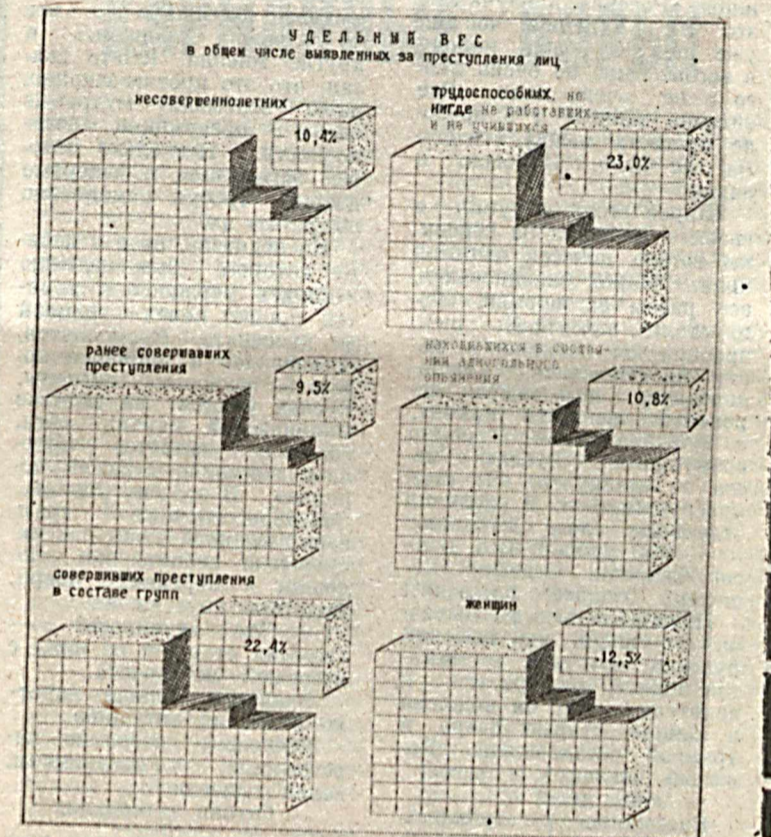 УДЕЛЬНЫЙ ВЕС
в общем числе выявленных за преступления лиц
несовершеннолетних
10,4%
трудоспособных, но
нигде не работавших
и не учившихся
23,0%
ранее совершавших
преступления
9,5%
находившихся в состоя-
нии алкогольного
опьянения
10,8%
совершивших преступления
в составе групп
22,4%
женщин
12,5%